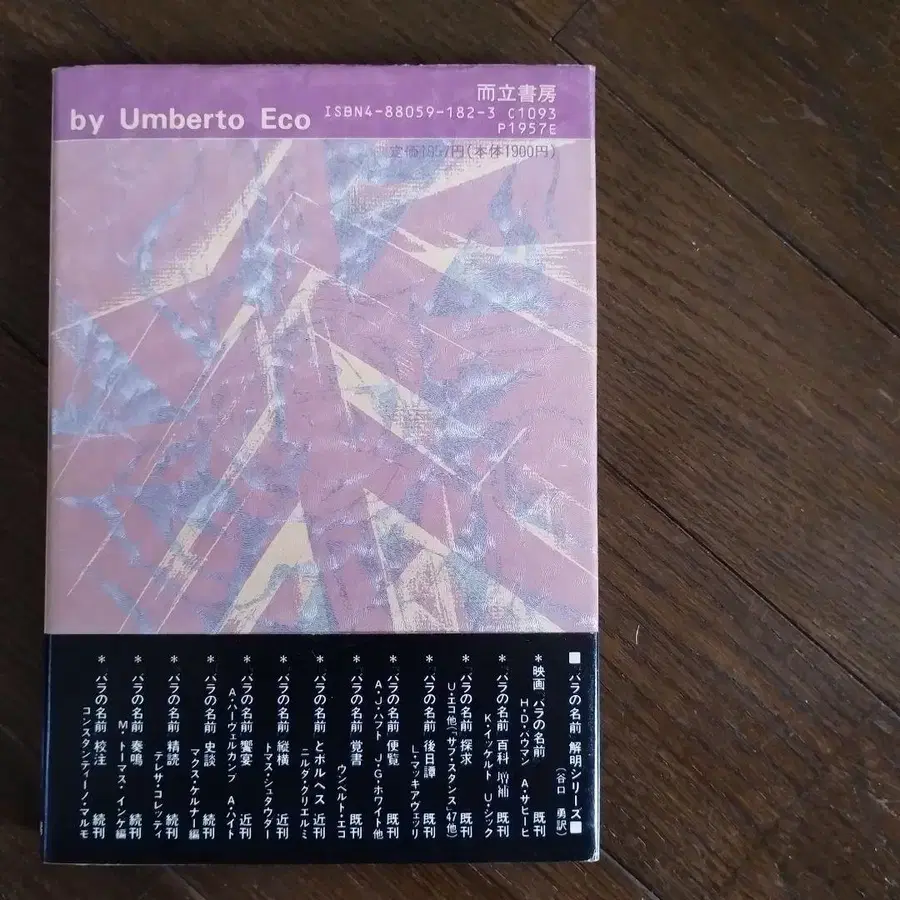 而立書房
by Umberto Eco
ISBN4-88059-182-3 C1093
P1957E
定価1957円(本体1900円)
■『バラの名前』解明シリーズ■
(谷口 勇訳)
*映画『バラの名前』 既刊
H・D・バウマン A・サヒーヒ
*『バラの名前』百科 増補 既刊
K・イッケルト U・シック
*『バラの名前』探求 既刊
U・エコ他(「サブ・スタンス」47他)
*『バラの名前』後日譚 既刊
L・マッキアヴェッリ
*『バラの名前』便覧 既刊
A・J・ハフト J・G・ホワイト他
*『バラの名前』覚書 既刊
ウンベルト・エコ
*『バラの名前』とボルヘス 近刊
ニルダ・グリエルミ
*『バラの名前』縦横 近刊
トマス・シュタウダー
*『バラの名前』饗宴 近刊
A・ハーヴェルカンプ A・ハイト
*『バラの名前』史談 続刊
マックス・ケルナー編
*『バラの名前』精読 続刊
テレサ・コレッティ
*『バラの名前』奏鳴 続刊
M・トーマス・インゲ編
*『バラの名前』校注 続刊
コンスタンティーノ・マルモ